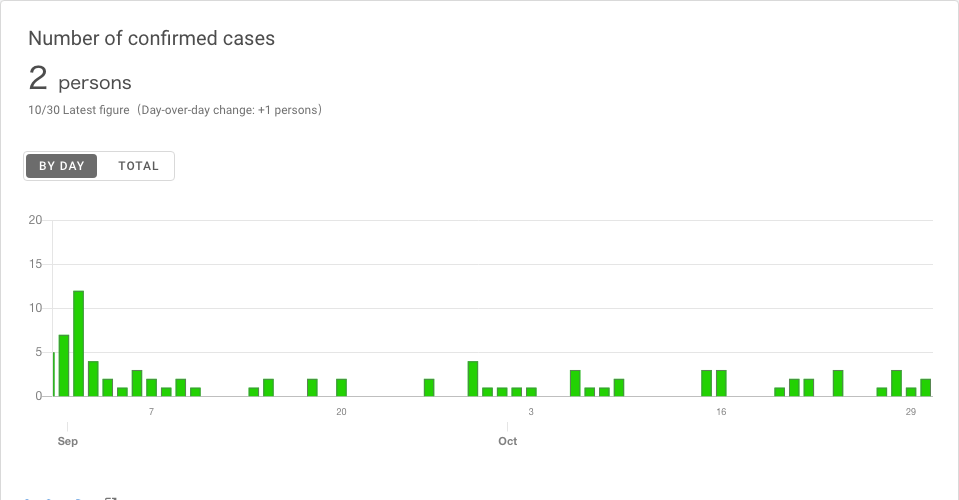 Number of confirmed cases
2 persons
10/30 Latest figure（Day-over-day change: +1 persons）
BY DAY TOTAL
20
15
10
5
0
7 20 3 16 29
Sep Oct